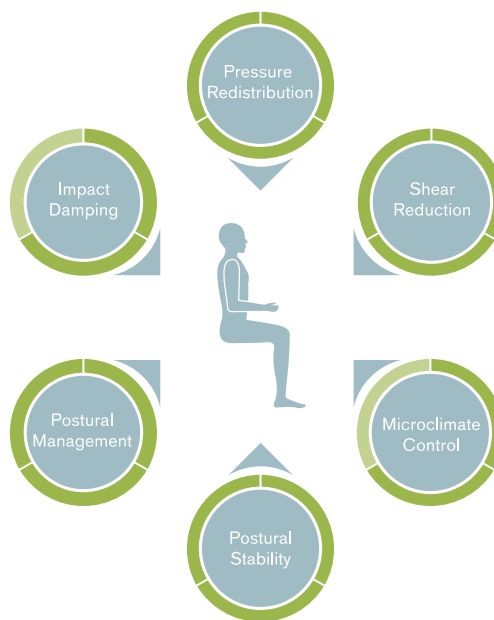 Pressure
Redistribution
Impact
Damping
Shear
Reduction
Postural
Management
Microclimate
Control
Postural
Stability